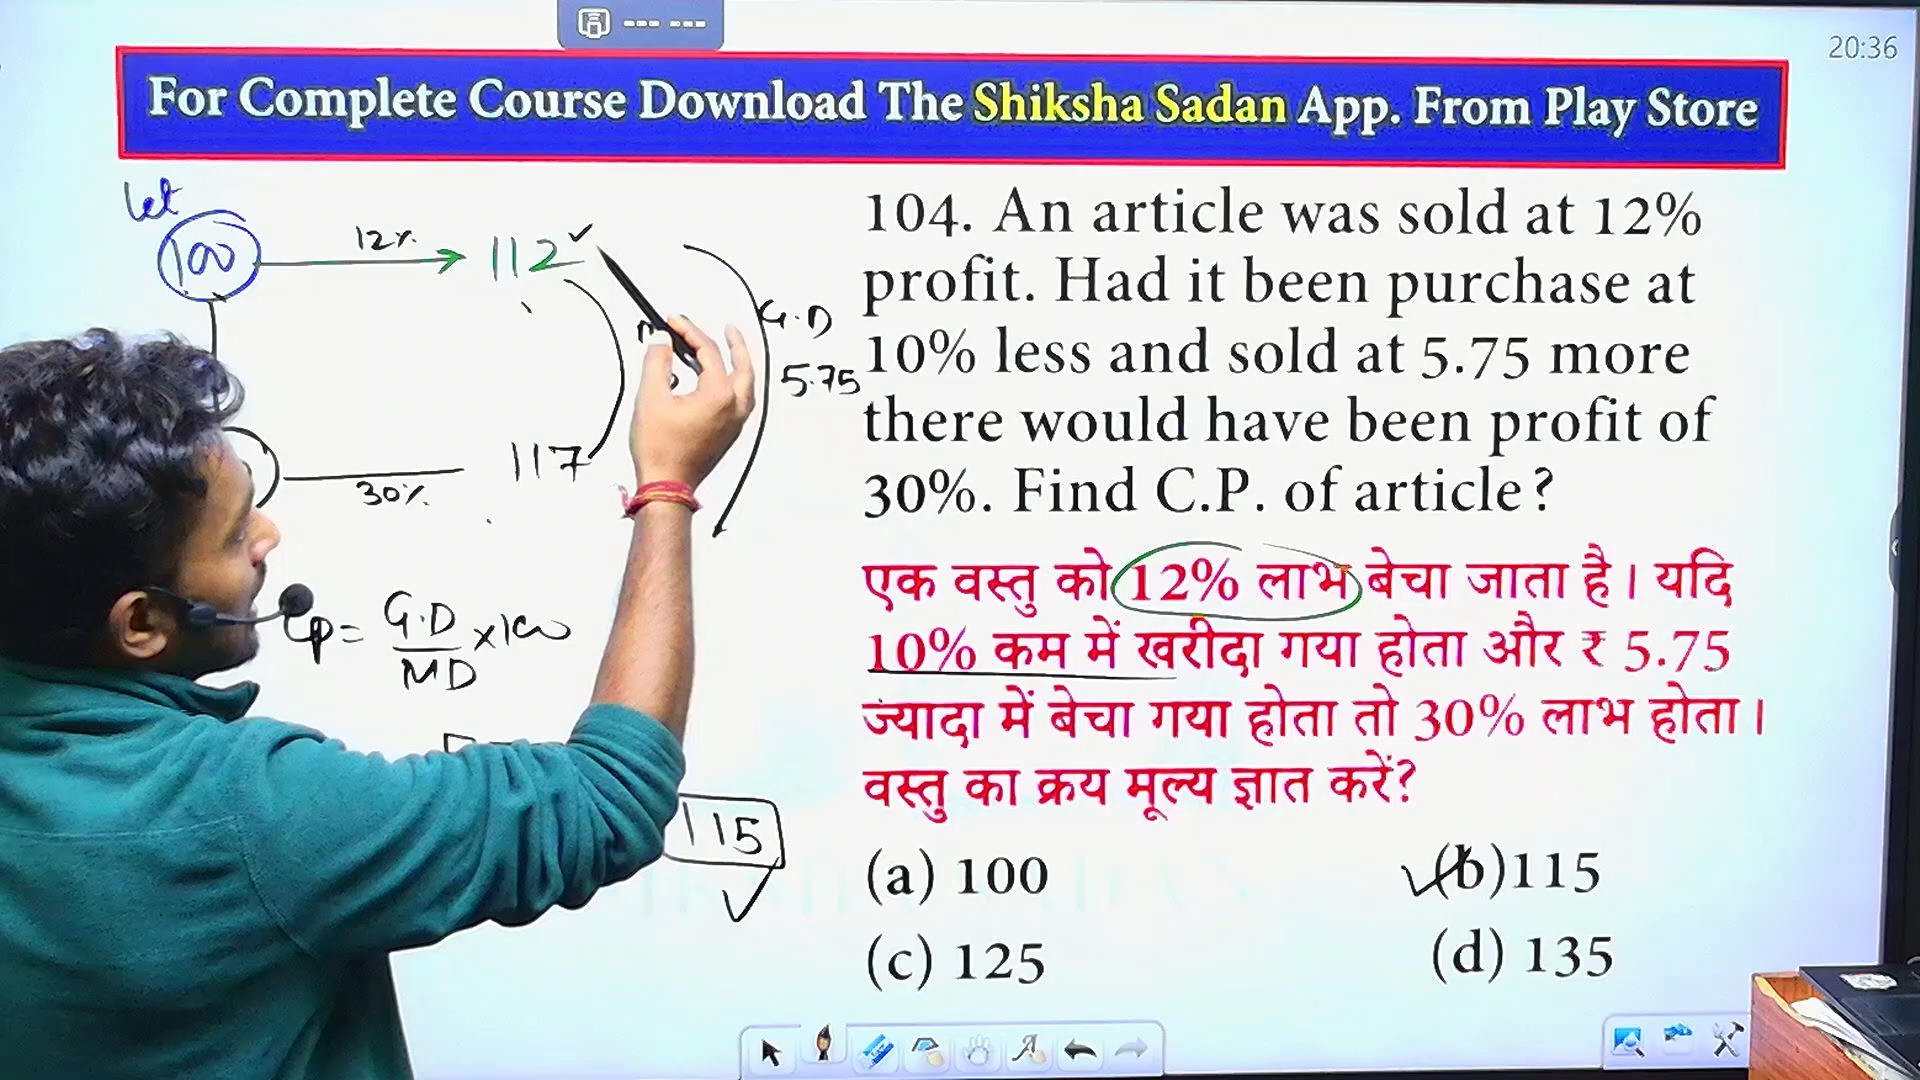 20:36
For Complete Course Download The Shiksha Sadan App. From Play Store
Let
100 12% 112
G.D
5.75
30% 117
CP = G.D / MD × 100
115
104. An article was sold at 12%
profit. Had it been purchase at
10% less and sold at 5.75 more
there would have been profit of
30%. Find C.P. of article?
एक वस्तु को 12% लाभ बेचा जाता है। यदि
10% कम में खरीदा गया होता और ₹ 5.75
ज्यादा में बेचा गया होता तो 30% लाभ होता।
वस्तु का क्रय मूल्य ज्ञात करें?
(a) 100
(b) 115
(c) 125
(d) 135